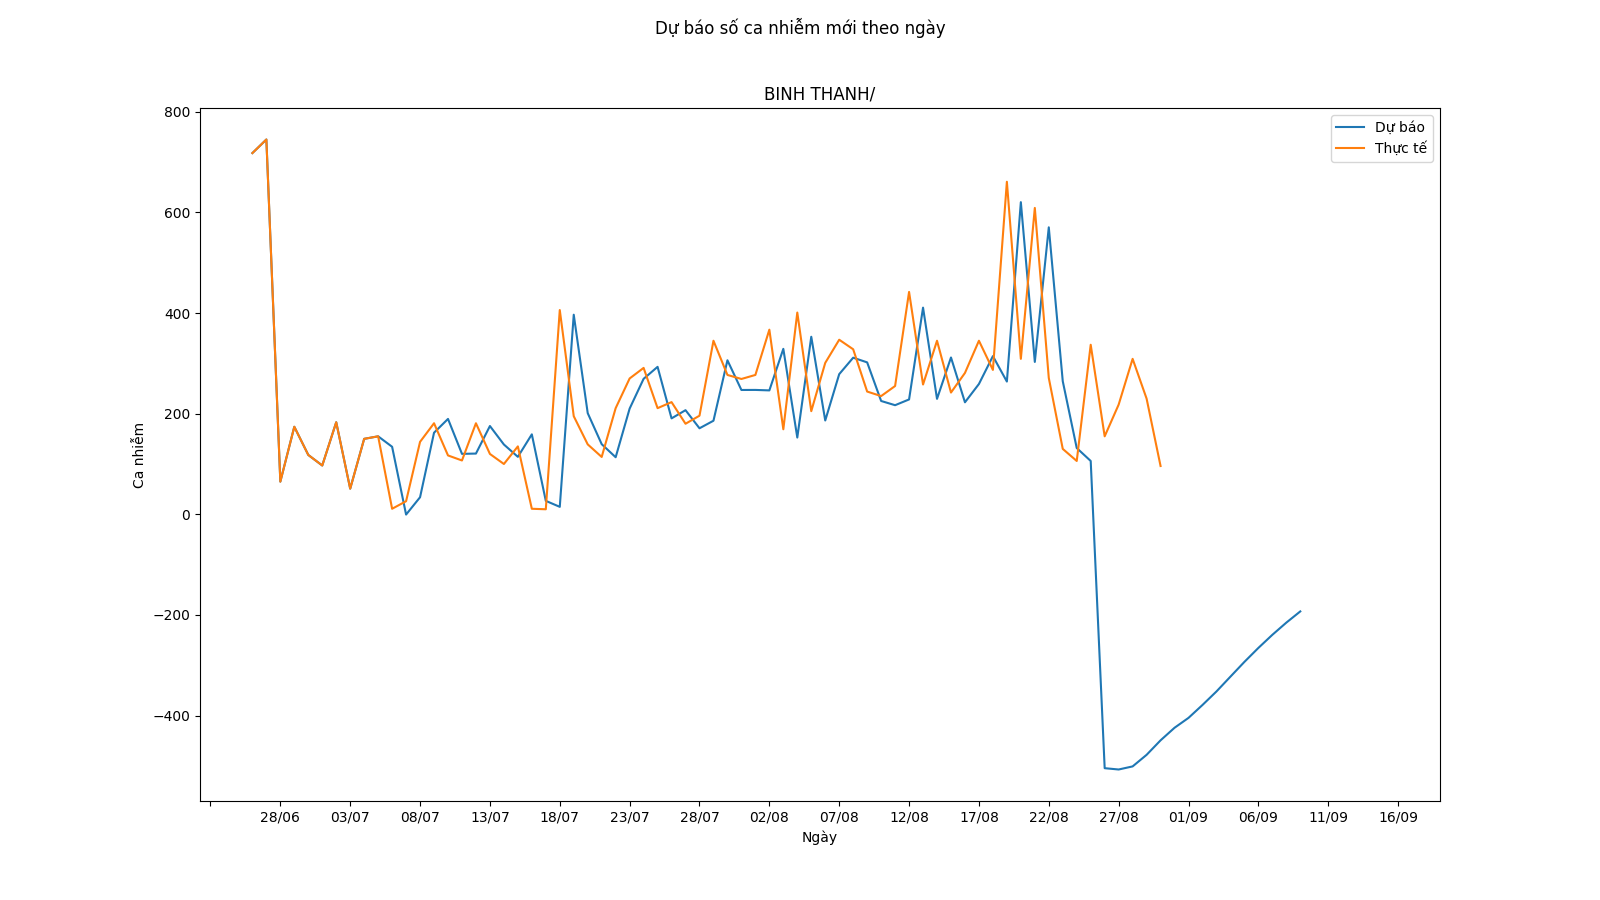 Dự báo số ca nhiễm mới theo ngày
BINH THANH/
Dự báo
Thực tế
800
600
400
200
0
−200
−400
Ca nhiễm
28/06 03/07 08/07 13/07 18/07 23/07 28/07 02/08 07/08 12/08 17/08 22/08 27/08 01/09 06/09 11/09 16/09
Ngày